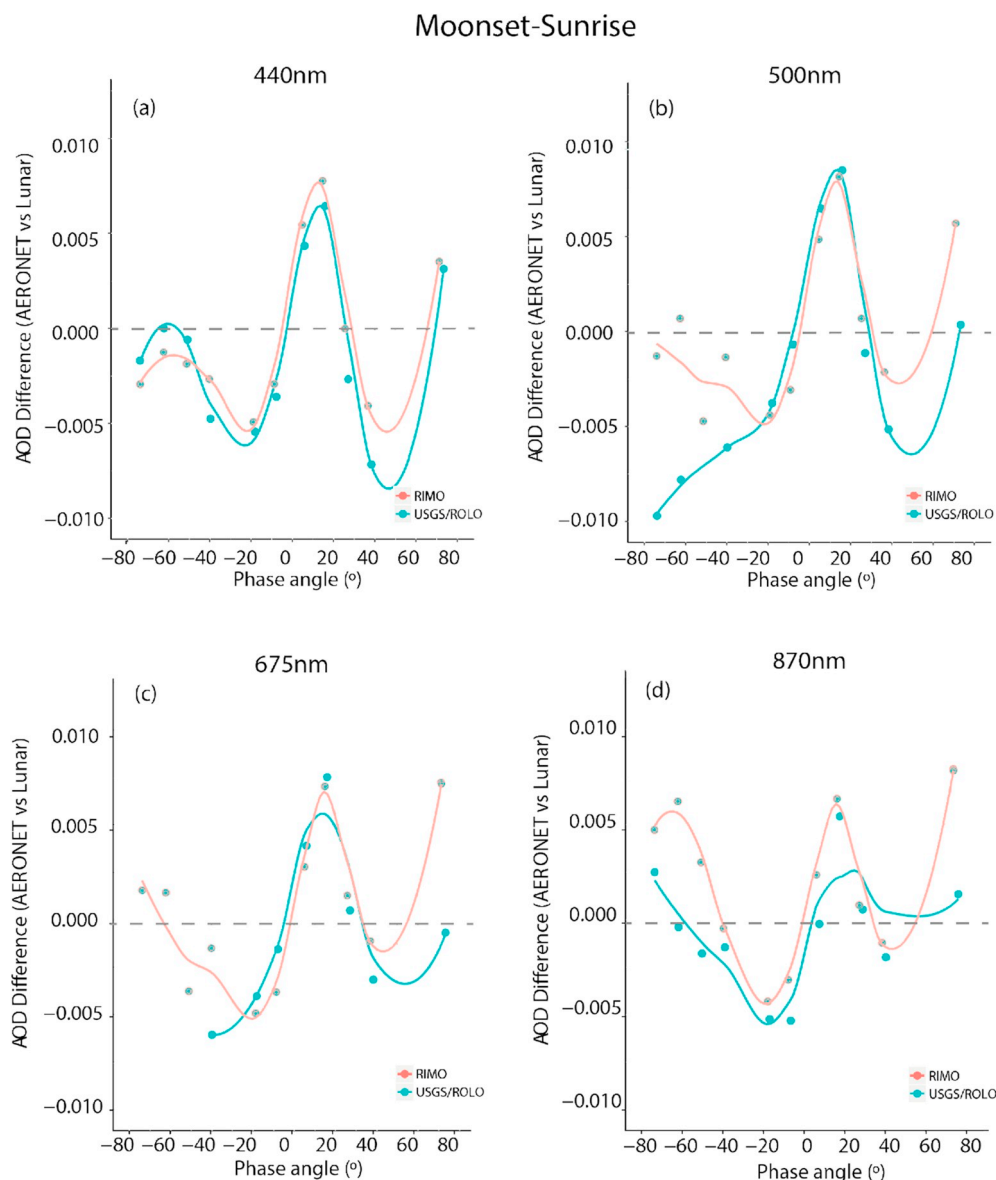 Moonset-Sunrise
440nm
500nm
(a)
(b)
AOD Difference (AERONET vs Lunar)
0.010
0.005
0.000
−0.005
−0.010
RIMO
USGS/ROLO
−80 −60 −40 −20 0 20 40 60 80
Phase angle (º)
AOD Difference (AERONET vs Lunar)
0.010
0.005
0.000
−0.005
−0.010
RIMO
USGS/ROLO
−80 −60 −40 −20 0 20 40 60 80
Phase angle (º)
675nm
870nm
(c)
(d)
AOD Difference (AERONET vs Lunar)
0.010
0.005
0.000
−0.005
−0.010
RIMO
USGS/ROLO
−80 −60 −40 −20 0 20 40 60 80
Phase angle (º)
AOD Difference (AERONET vs Lunar)
0.010
0.005
0.000
−0.005
−0.010
RIMO
USGS/ROLO
−80 −60 −40 −20 0 20 40 60 80
Phase angle (º)